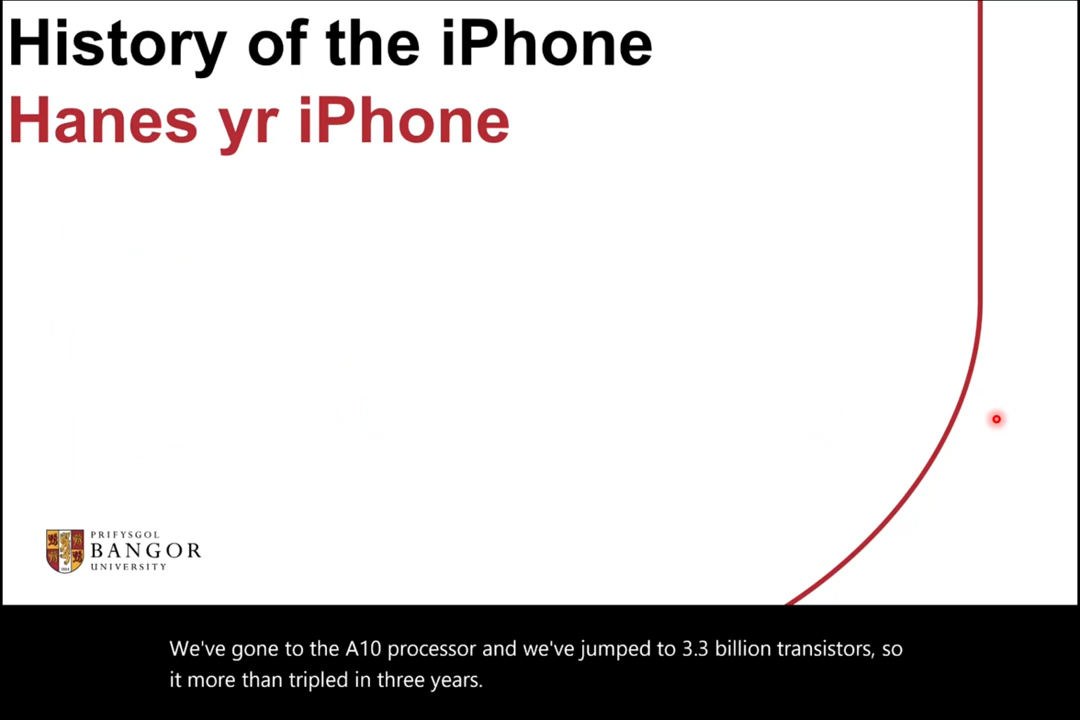 History of the iPhone
Hanes yr iPhone
PRIFYSGOL
BANGOR
UNIVERSITY
We've gone to the A10 processor and we've jumped to 3.3 billion transistors, so
it more than tripled in three years.